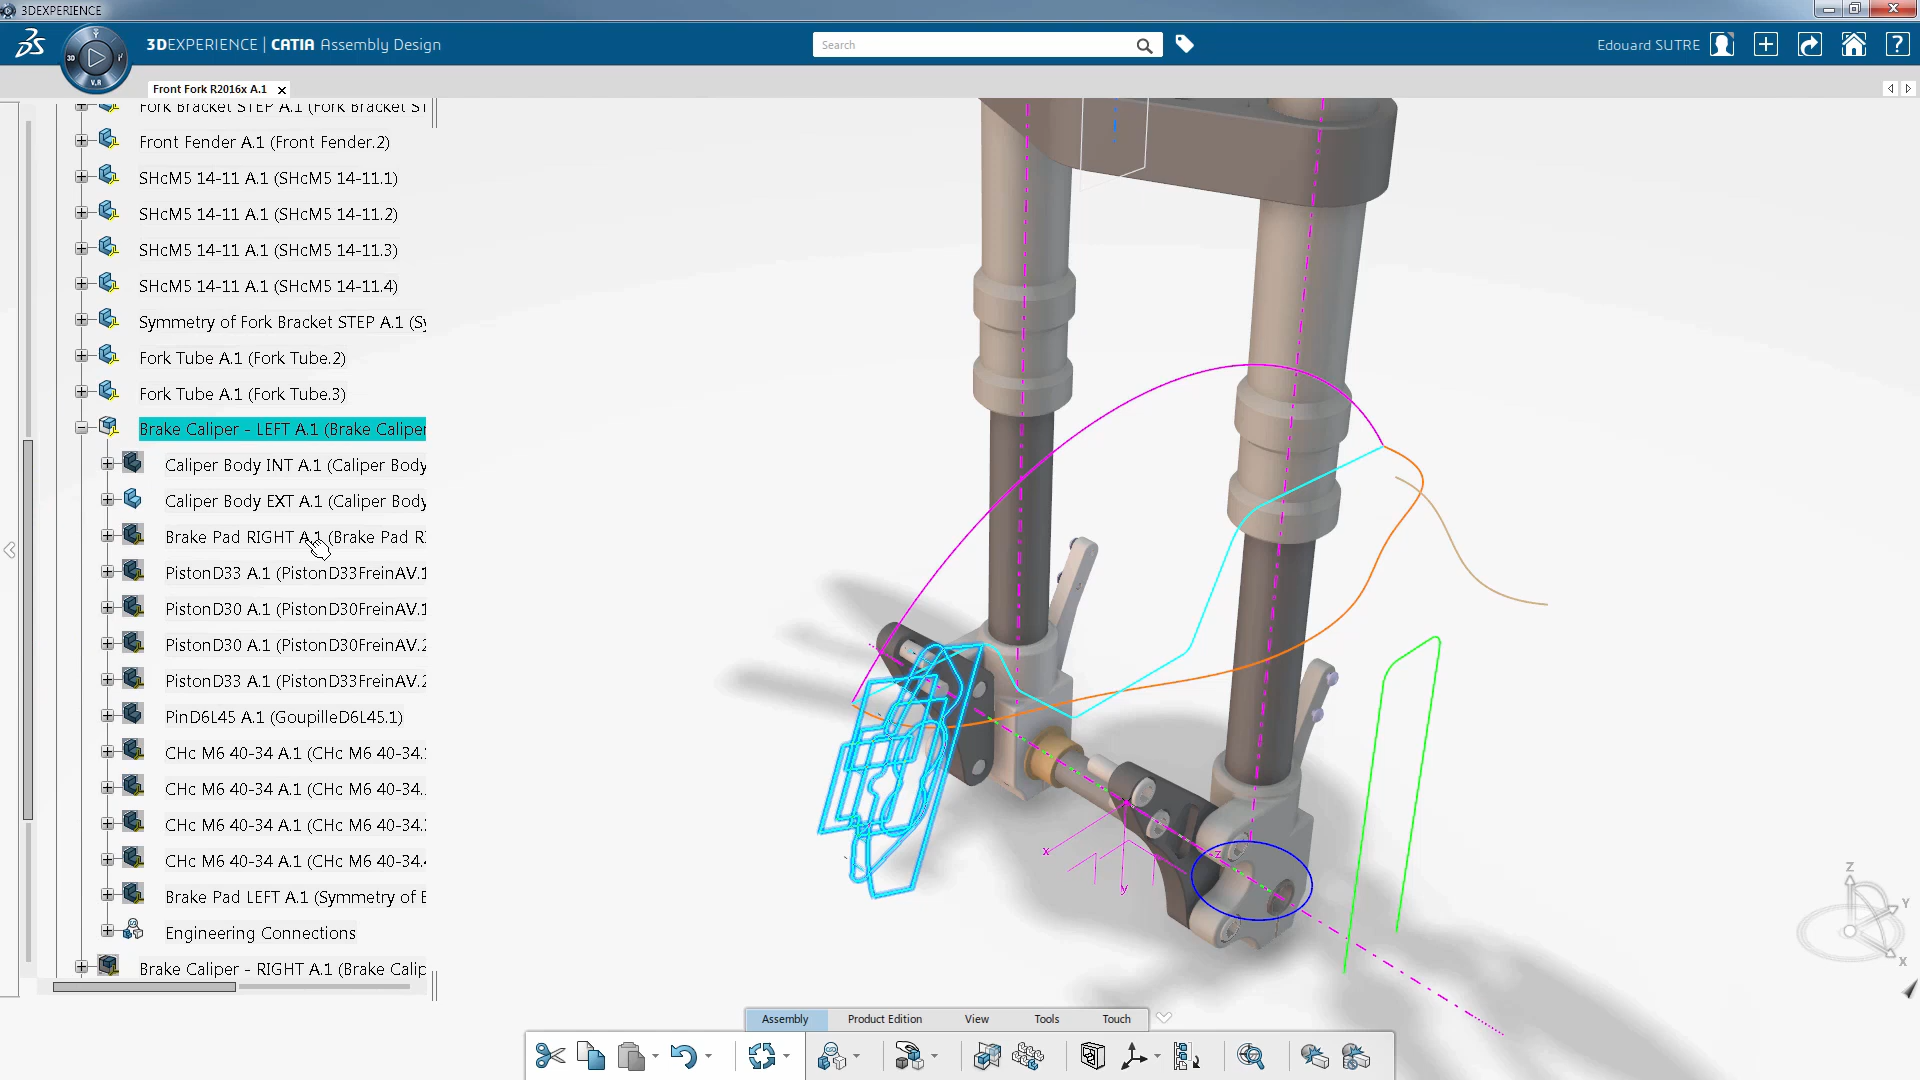 3DEXPERIENCE
3DEXPERIENCE | CATIA Assembly Design
Search
Edouard SUTRE
3D
V.R
Front Fork R2016x A.1
Fork Bracket STEP A.1 (Fork Bracket ST
Front Fender A.1 (Front Fender.2)
SHcM5 14-11 A.1 (SHcM5 14-11.1)
SHcM5 14-11 A.1 (SHcM5 14-11.2)
SHcM5 14-11 A.1 (SHcM5 14-11.3)
SHcM5 14-11 A.1 (SHcM5 14-11.4)
Symmetry of Fork Bracket STEP A.1 (Sy
Fork Tube A.1 (Fork Tube.2)
Fork Tube A.1 (Fork Tube.3)
Brake Caliper - LEFT A.1 (Brake Caliper
Caliper Body INT A.1 (Caliper Body
Caliper Body EXT A.1 (Caliper Body
Brake Pad RIGHT A.1 (Brake Pad RI
PistonD33 A.1 (PistonD33FreinAV.1
PistonD30 A.1 (PistonD30FreinAV.1
PistonD30 A.1 (PistonD30FreinAV.2
PistonD33 A.1 (PistonD33FreinAV.2
PinD6L45 A.1 (GoupilleD6L45.1)
CHc M6 40-34 A.1 (CHc M6 40-34.
CHc M6 40-34 A.1 (CHc M6 40-34.
CHc M6 40-34 A.1 (CHc M6 40-34.
CHc M6 40-34 A.1 (CHc M6 40-34.
Brake Pad LEFT A.1 (Symmetry of B
Engineering Connections
Brake Caliper - RIGHT A.1 (Brake Calip
x
y
z
Z
Y
X
Assembly
Product Edition
View
Tools
Touch